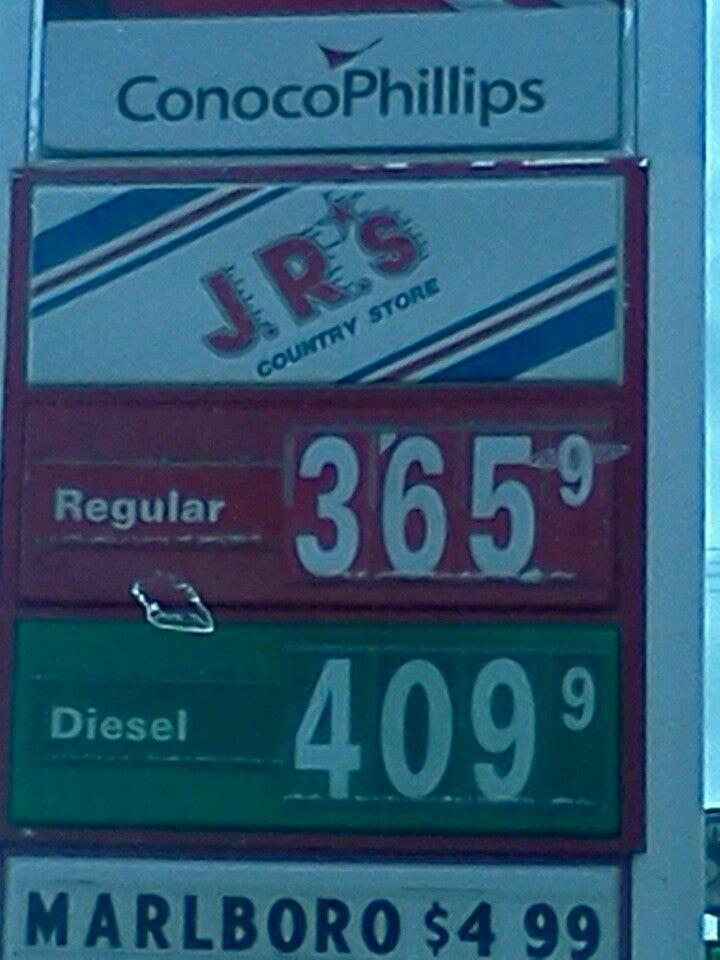 ConocoPhillips
J.R.'s
COUNTRY STORE
Regular 365 9
Diesel 409 9
MARLBORO $4 99